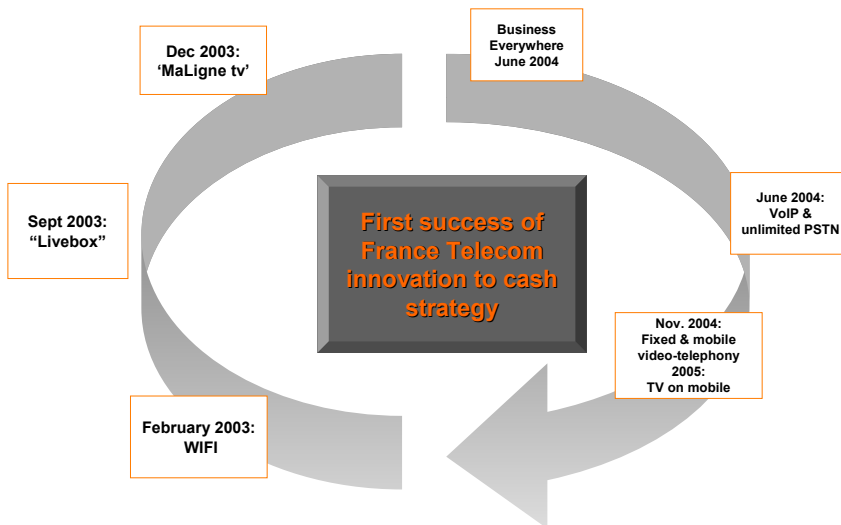 Dec 2003:
‘MaLigne tv’
Business
Everywhere
June 2004
Sept 2003:
“Livebox”
First success of
France Telecom
innovation to cash
strategy
June 2004:
VoIP &
unlimited PSTN
Nov. 2004:
Fixed & mobile
video-telephony
2005:
TV on mobile
February 2003:
WIFI